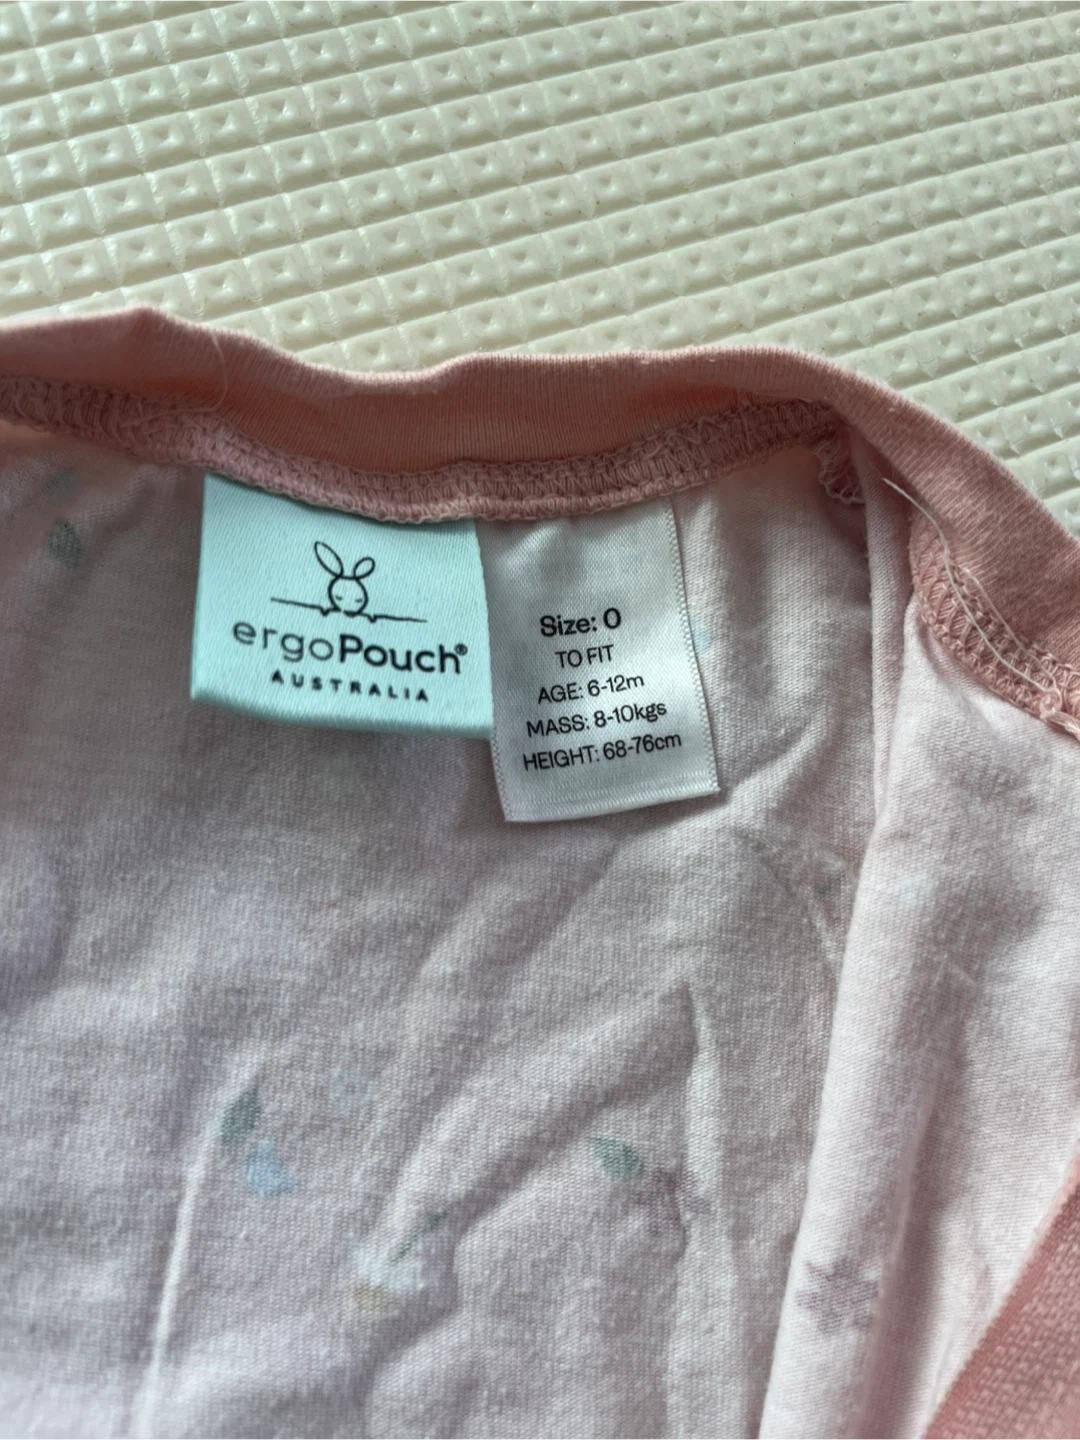 ergoPouch®
AUSTRALIA
Size: 0
TO FIT
AGE: 6-12m
MASS: 8-10kgs
HEIGHT: 68-76cm